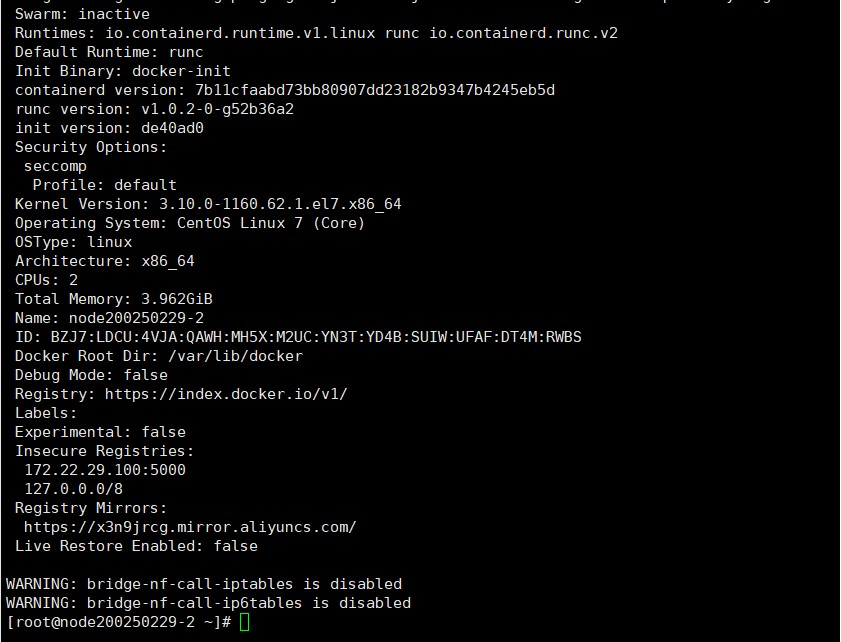 Swarm: inactive
Runtimes: io.containerd.runtime.v1.linux runc io.containerd.runc.v2
Default Runtime: runc
Init Binary: docker-init
containerd version: 7b11cfaabd73bb80907dd23182b9347b4245eb5d
runc version: v1.0.2-0-g52b36a2
init version: de40ad0
Security Options:
seccomp
Profile: default
Kernel Version: 3.10.0-1160.62.1.el7.x86_64
Operating System: CentOS Linux 7 (Core)
OSType: linux
Architecture: x86_64
CPUs: 2
Total Memory: 3.962GiB
Name: node200250229-2
ID: BZJ7:LDCU:4VJA:QAWH:MH5X:M2UC:YN3T:YD4B:SUIW:UFAF:DT4M:RWBS
Docker Root Dir: /var/lib/docker
Debug Mode: false
Registry: https://index.docker.io/v1/
Labels:
Experimental: false
Insecure Registries:
172.22.29.100:5000
127.0.0.0/8
Registry Mirrors:
https://x3n9jrcg.mirror.aliyuncs.com/
Live Restore Enabled: false
WARNING: bridge-nf-call-iptables is disabled
WARNING: bridge-nf-call-ip6tables is disabled
[root@node200250229-2 ~]#